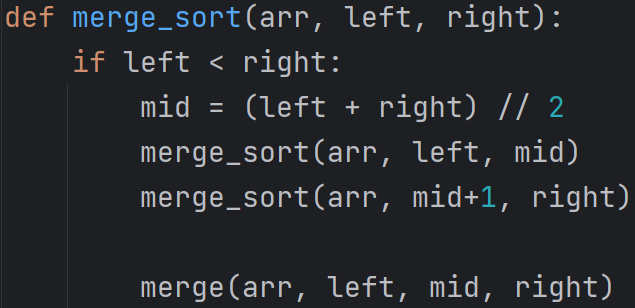 def merge_sort(arr, left, right):
    if left < right:
        mid = (left + right) // 2
        merge_sort(arr, left, mid)
        merge_sort(arr, mid+1, right)

        merge(arr, left, mid, right)